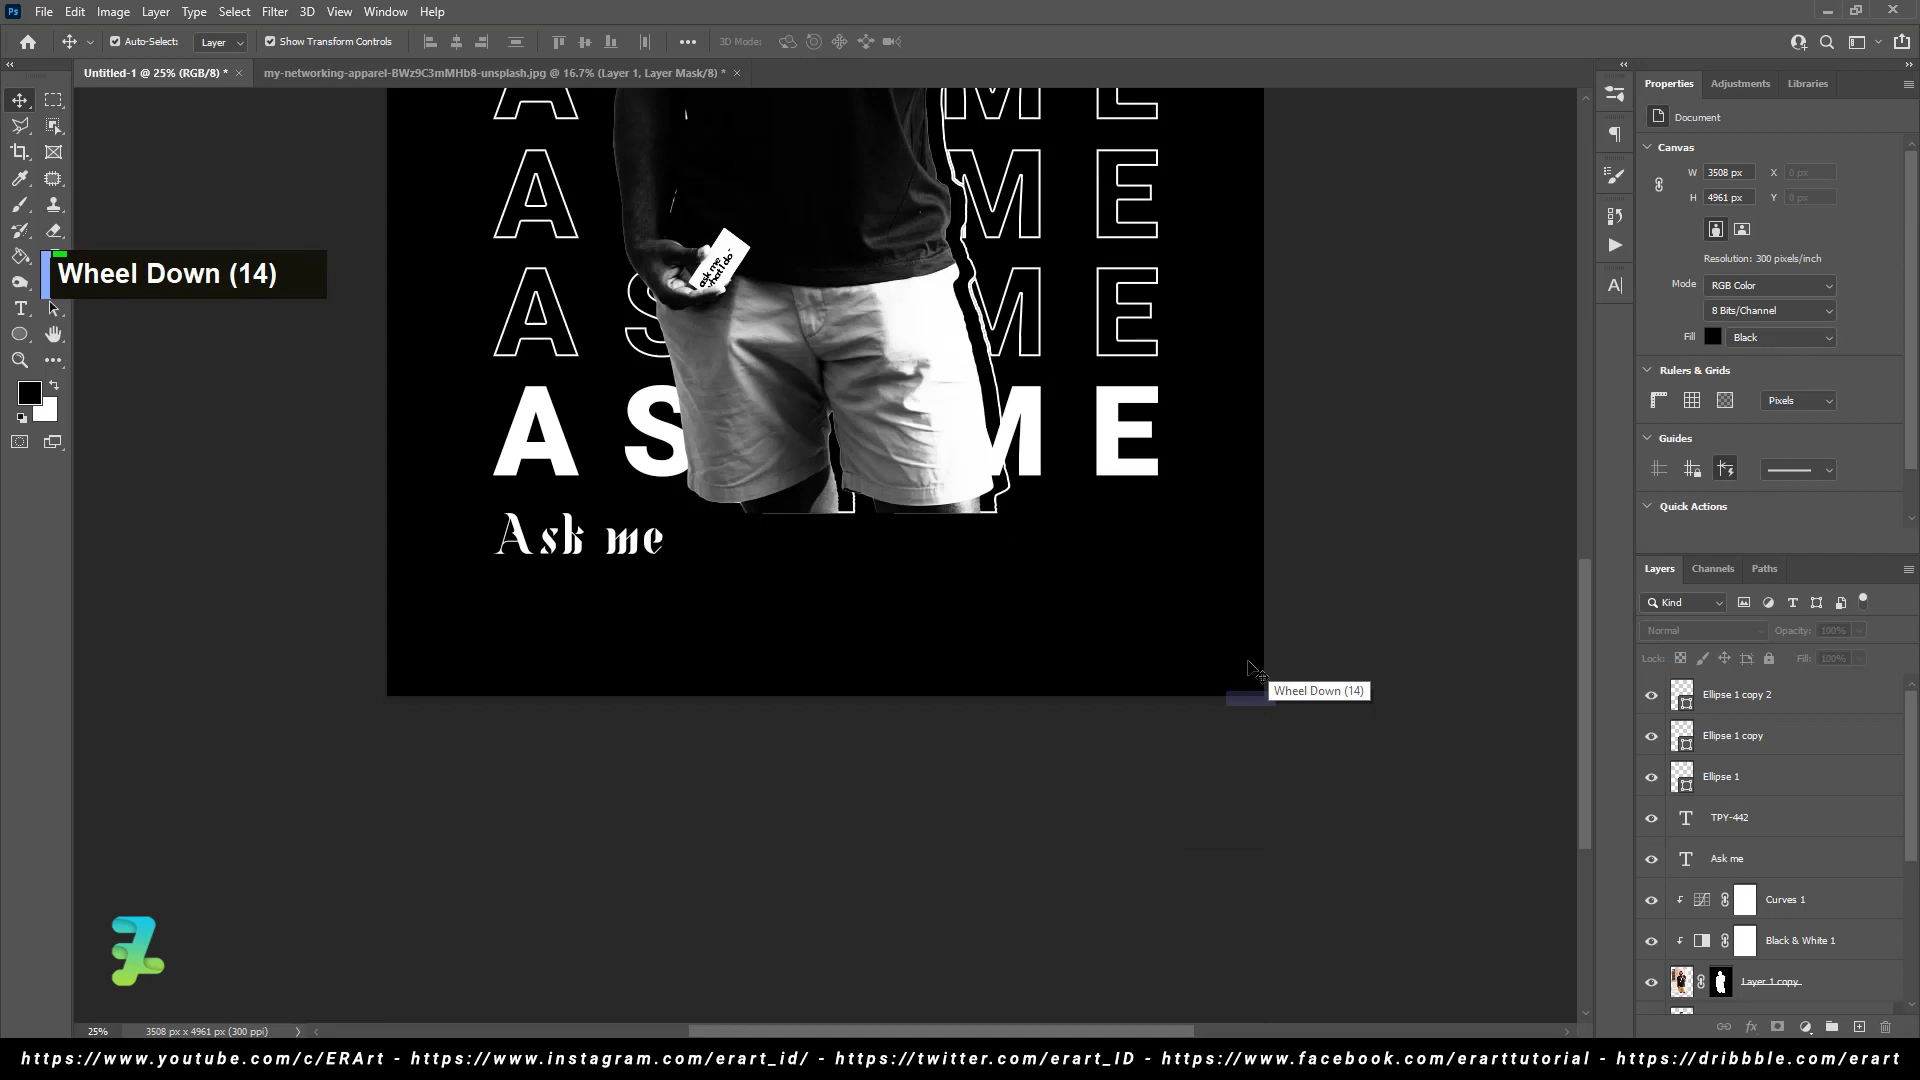 Ps File Edit Image Layer Type Select Filter 3D View Window Help
Auto-Select: Layer Show Transform Controls 3D Mode:
Untitled-1 @ 25% (RGB/8) * × my-networking-apparel-BWz9C3mMHb8-unsplash.jpg @ 16.7% (Layer 1, Layer Mask/8) * ×
Properties Adjustments Libraries
Document
Canvas
W 3508 px X 0 px
H 4961 px Y 0 px
Resolution: 300 pixels/inch
Mode RGB Color
8 Bits/Channel
Fill Black
Rulers & Grids
Pixels
Guides
Quick Actions
Wheel Down (14)
A M E
A M E
ask me
what I do
A S M E
A S M E
Ask me
Wheel Down (14)
Layers Channels Paths
Kind
Normal Opacity: 100%
Lock: Fill: 100%
Ellipse 1 copy 2
Ellipse 1 copy
Ellipse 1
TPY-442
Ask me
Curves 1
Black & White 1
Layer 1 copy
25% 3508 px x 4961 px (300 ppi)
https://www.youtube.com/c/ERArt - https://www.instagram.com/erart_id/ - https://twitter.com/erart_ID - https://www.facebook.com/erarttutorial - https://dribbble.com/erart